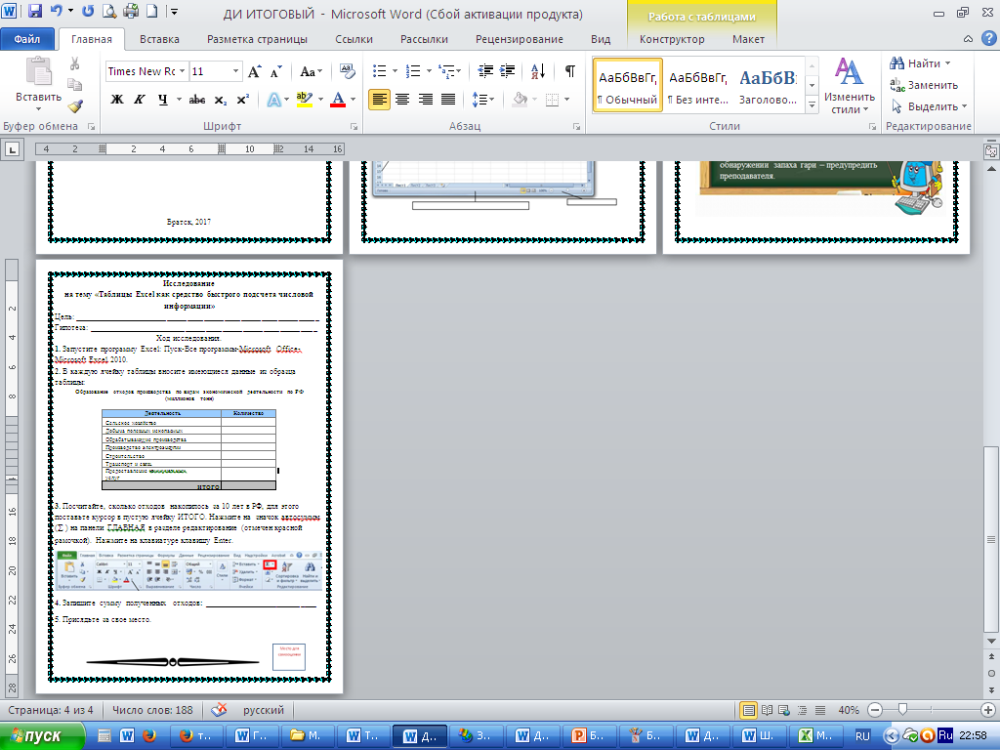 ДИ ИТОГОВЫЙ - Microsoft Word (Сбой активации продукта)
Работа с таблицами
Файл Главная Вставка Разметка страницы Ссылки Рассылки Рецензирование Вид Конструктор Макет
Times New Ro 11
Вставить
Ж К Ч abc x₂ x²
АаБбВвГг, АаБбВвГг, АаБбВ
¶ Обычный ¶ Без инте... Заголово...
Изменить стили
Найти
Заменить
Выделить
Буфер обмена Шрифт Абзац Стили Редактирование
4 2 2 4 6 8 10 12 14 16
обнаружении запаха гари – предупредить
преподавателя.
Братск, 2017
Исследование
на тему «Таблицы Excel как средство быстрого подсчета числовой
информации»
Цель:
Гипотеза:
Ход исследования.
1. Запустите программу Excel: Пуск-Все программы-Microsoft Office-
Microsoft Excel 2010.
2. В каждую ячейку таблицы вносите имеющиеся данные из образца
таблицы:
Образование отходов производства по видам экономической деятельности по РФ
(миллионов тонн)
Деятельность Количество
Сельское хозяйство
Добыча полезных ископаемых
Обрабатывающие производства
Производство электроэнергии
Строительство
Транспорт и связь
Предоставление коммунальных
услуг
ИТОГО
3. Посчитайте, сколько отходов накопилось за 10 лет в РФ, для этого
поставьте курсор в пустую ячейку ИТОГО. Нажмите на значок автосуммы
(Σ) на панели ГЛАВНАЯ в разделе редактирование (отмечен красной
рамочкой). Нажмите на клавиатуре клавишу Enter.
4. Запишите сумму полученных отходов:
5. Присядьте за свое место.
Место для
Страница: 4 из 4 Число слов: 188 русский 40%
пуск т.. Г.. М.. Т.. Д.. З... Д.. Б.. Б.. Д.. Ш. М.. RU Ru 22:58